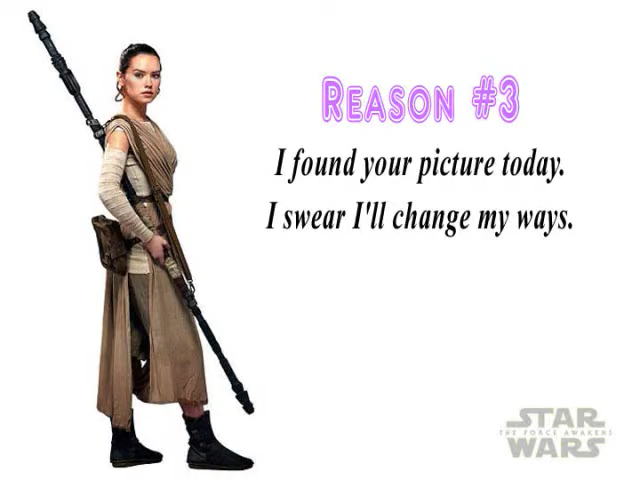 Reason #3
I found your picture today.
I swear I'll change my ways.
STAR
THE FORCE AWAKENS
WARS